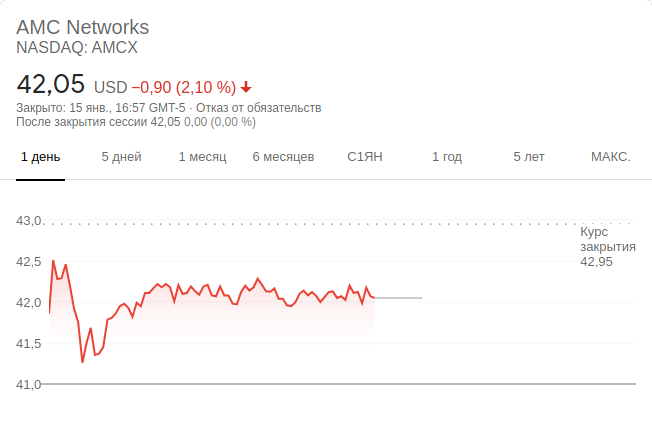 AMC Networks
NASDAQ: AMCX
42,05 USD −0,90 (2,10 %)
Закрыто: 15 янв., 16:57 GMT-5 · Отказ от обязательств
После закрытия сессии 42,05 0,00 (0,00 %)
1 день 5 дней 1 месяц 6 месяцев С1ЯН 1 год 5 лет МАКС.
43,0
Курс
закрытия
42,95
42,5
42,0
41,5
41,0